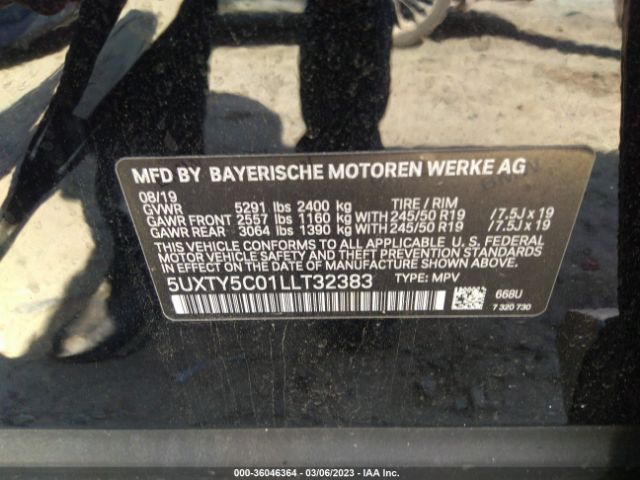 MFD BY BAYERISCHE MOTOREN WERKE AG
08/19
GVWR 5291 lbs 2400 kg TIRE / RIM
GAWR FRONT 2557 lbs 1160 kg WITH 245/50 R19 / 7.5J x 19
GAWR REAR 3064 lbs 1390 kg WITH 245/50 R19 / 7.5J x 19
THIS VEHICLE CONFORMS TO ALL APPLICABLE U. S. FEDERAL
MOTOR VEHICLE SAFETY AND THEFT PREVENTION STANDARDS
IN EFFECT ON THE DATE OF MANUFACTURE SHOWN ABOVE.
5UXTY5C01LLT32383 TYPE: MPV
668U
7 320 730
000-36046364 | 03/06/2023 | IAA Inc.